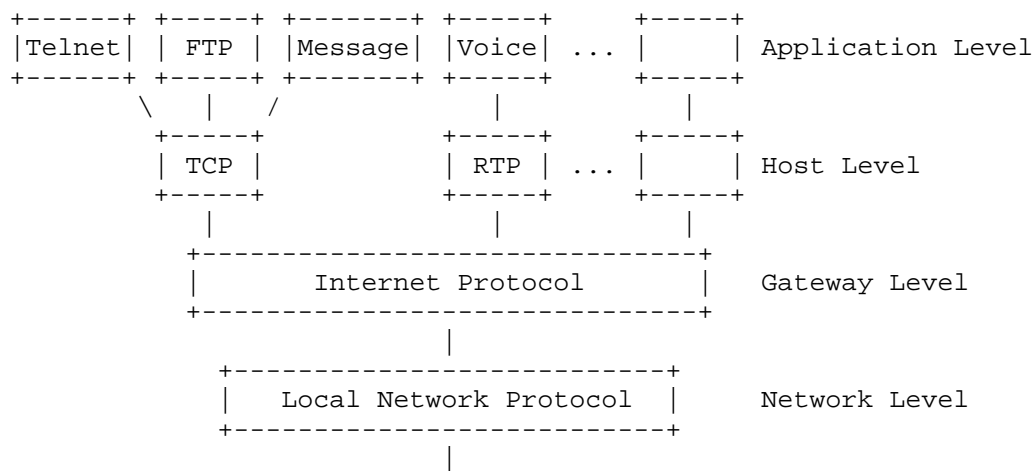 +------+ +-----+ +-------+ +-----+     +-----+
|Telnet| | FTP | |Message| |Voice| ... |     | Application Level
+------+ +-----+ +-------+ +-----+     +-----+
        \   |   /             |           |
         +-----+           +-----+     +-----+
         | TCP |           | RTP | ... |     | Host Level
         +-----+           +-----+     +-----+
            |                 |           |
           +-------------------------------+
           |       Internet Protocol       | Gateway Level
           +-------------------------------+
                           |
             +---------------------------+
             |   Local Network Protocol  | Network Level
             +---------------------------+
                           |